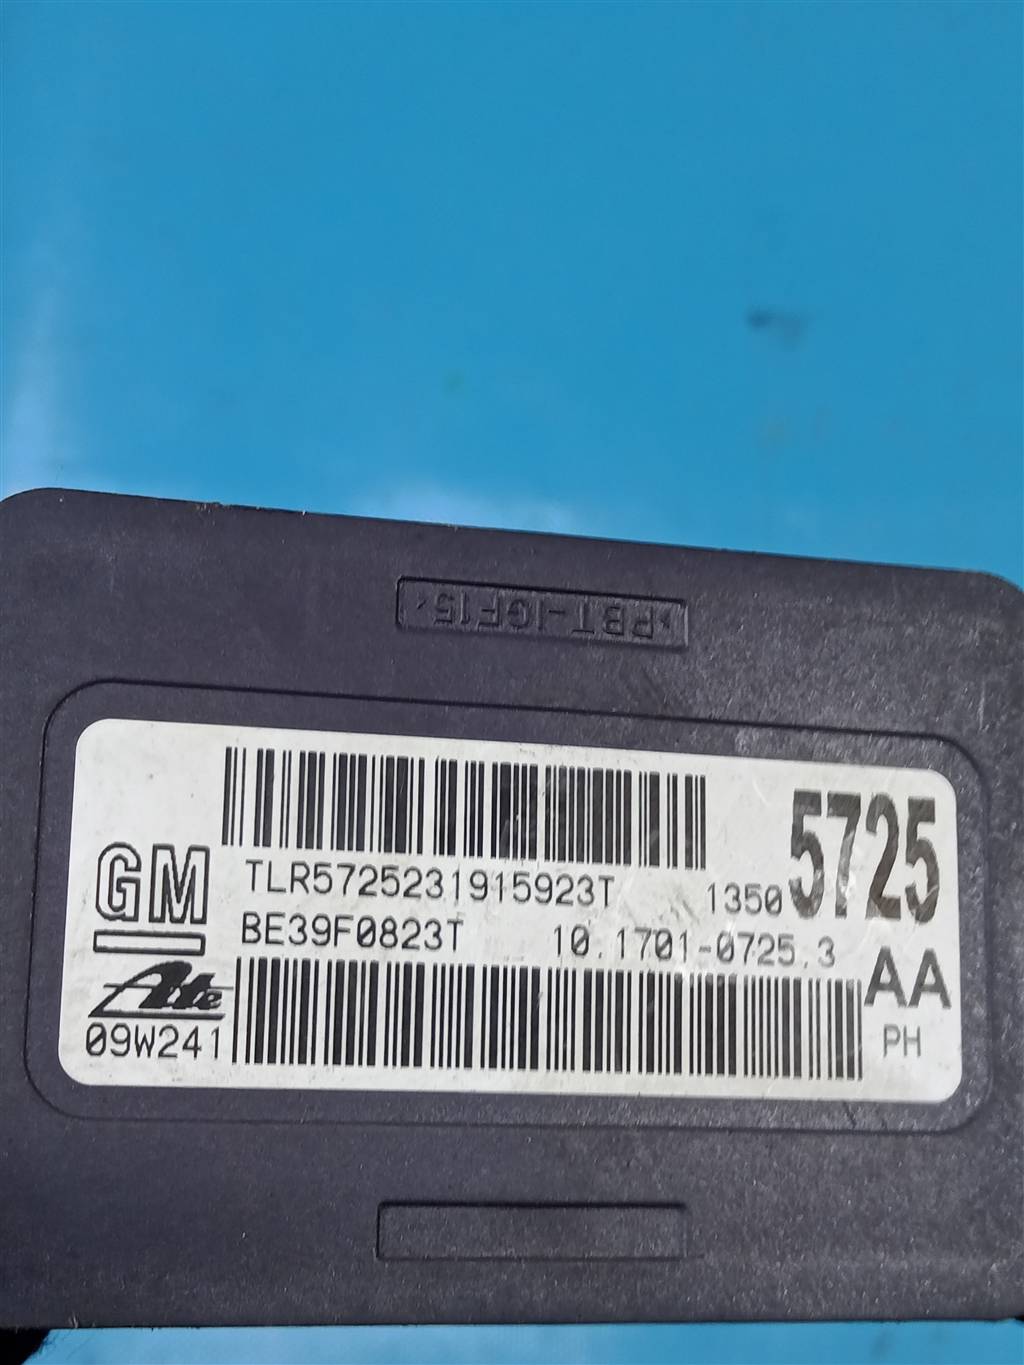 >PBT-IGF15<
GM
TLR5725231915923T
1350 5725
BE39F0823T
10.1701-0725.3
AA
Ate
09W241
PH